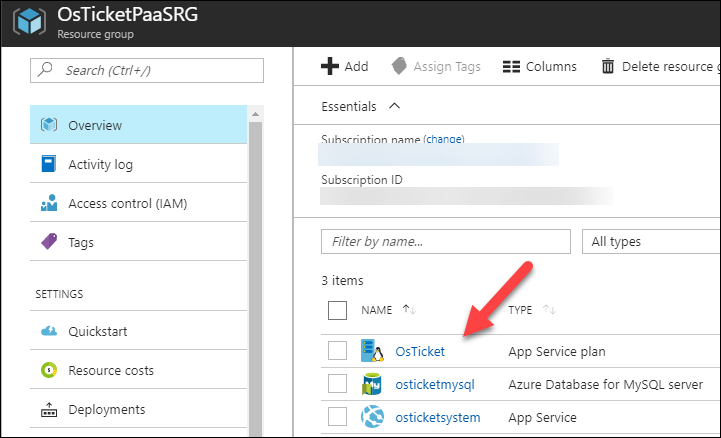 OsTicketPaaSRG
Resource group
Search (Ctrl+/)
Overview
Activity log
Access control (IAM)
Tags
SETTINGS
Quickstart
Resource costs
Deployments
Add Assign Tags Columns Delete resource g
Essentials
Subscription name (change)
Subscription ID
Filter by name... All types
3 items
NAME TYPE
OsTicket App Service plan
osticketmysql Azure Database for MySQL server
osticketsystem App Service